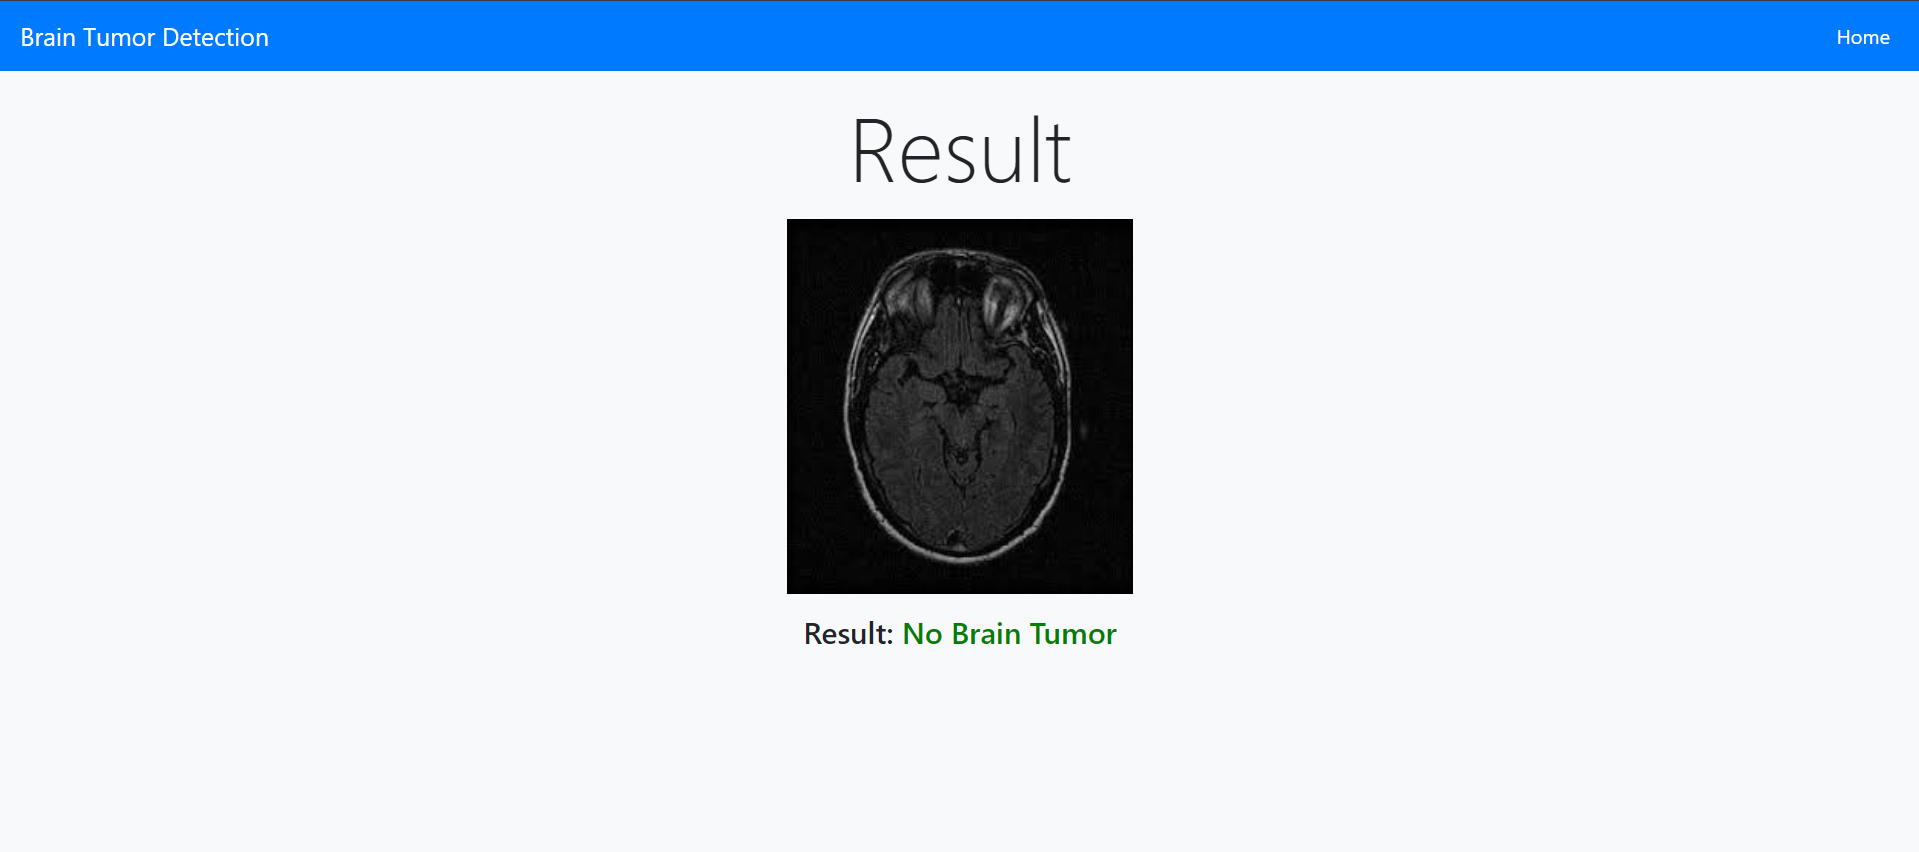 Brain Tumor Detection
Home
Result
Result: No Brain Tumor